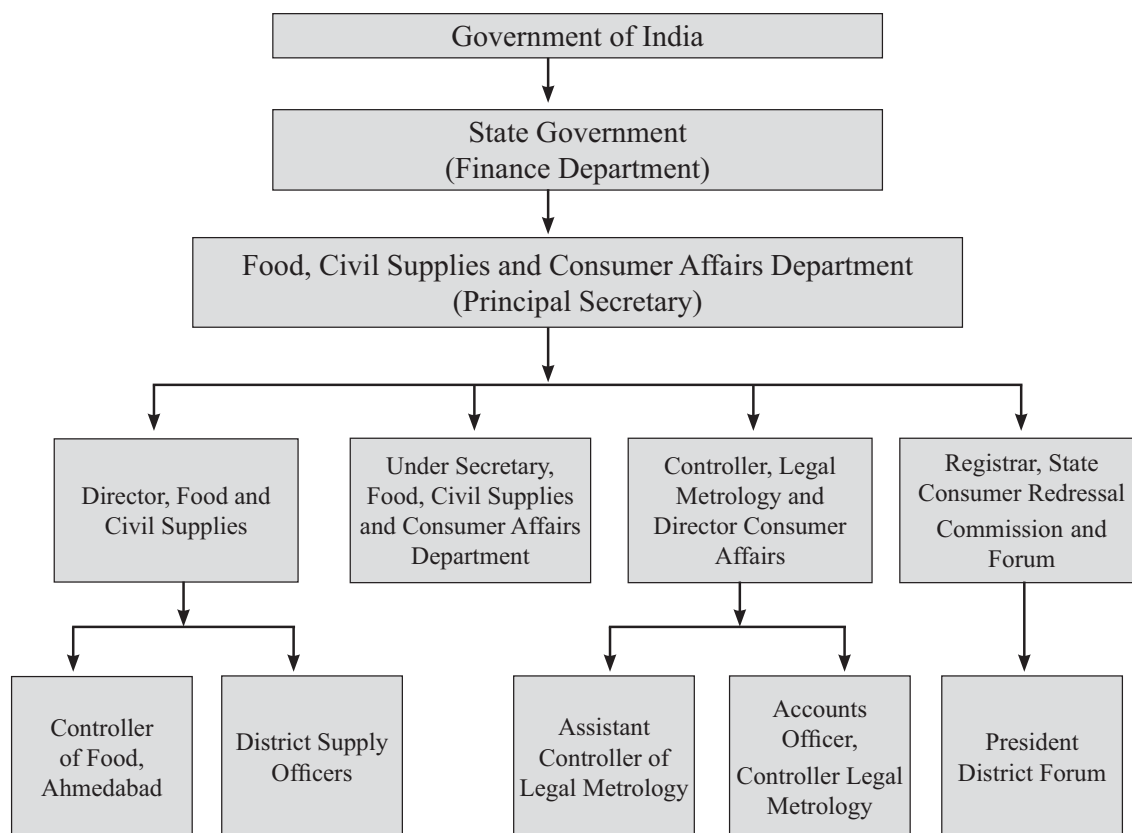 Government of India
State Government
(Finance Department)
Food, Civil Supplies and Consumer Affairs Department
(Principal Secretary)
Director, Food and
Civil Supplies
Under Secretary,
Food, Civil Supplies
and Consumer Affairs
Department
Controller, Legal
Metrology and
Director Consumer
Affairs
Registrar, State
Consumer Redressal
Commission and
Forum
Controller
of Food,
Ahmedabad
District Supply
Officers
Assistant
Controller of
Legal Metrology
Accounts
Officer,
Controller Legal
Metrology
President
District Forum